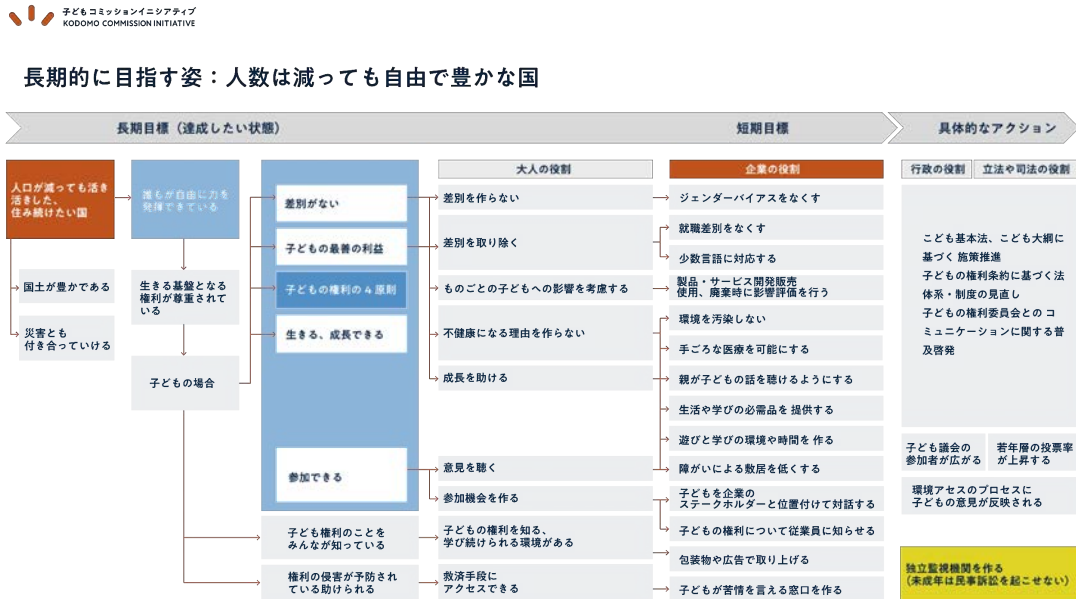 子どもコミッションイニシアティブ
KODOMO COMMISSION INITIATIVE
長期的に目指す姿：人数は減っても自由で豊かな国
長期目標（達成したい状態）
短期目標
具体的なアクション
人口が減っても活き
活きした、
住み続けたい国
国土が豊かである
災害とも
付き合っていける
誰もが自由に力を
発揮できている
生きる基盤となる
権利が尊重されて
いる
子どもの場合
差別がない
子どもの最善の利益
子どもの権利の4原則
生きる、成長できる
参加できる
子ども権利のことを
みんなが知っている
権利の侵害が予防され
ている助けられる
大人の役割
差別を作らない
差別を取り除く
ものごとの子どもへの影響を考慮する
不健康になる理由を作らない
成長を助ける
意見を聴く
参加機会を作る
子どもの権利を知る、
学び続けられる環境がある
救済手段に
アクセスできる
企業の役割
ジェンダーバイアスをなくす
就職差別をなくす
少数言語に対応する
製品・サービス開発販売
使用、廃棄時に影響評価を行う
環境を汚染しない
手ごろな医療を可能にする
親が子どもの話を聴けるようにする
生活や学びの必需品を 提供する
遊びと学びの環境や時間を 作る
障がいによる敷居を低くする
子どもを企業の
ステークホルダーと位置付けて対話する
子どもの権利について従業員に知らせる
包装物や広告で取り上げる
子どもが苦情を言える窓口を作る
行政の役割
立法や司法の役割
こども基本法、こども大綱に
基づく 施策推進
子どもの権利条約に基づく法
体系・制度の見直し
子どもの権利委員会との コ
ミュニケーションに関する普
及啓発
子ども議会の
参加者が広がる
若年層の投票率
が上昇する
環境アセスのプロセスに
子どもの意見が反映される
独立監視機関を作る
（未成年は民事訴訟を起こせない）